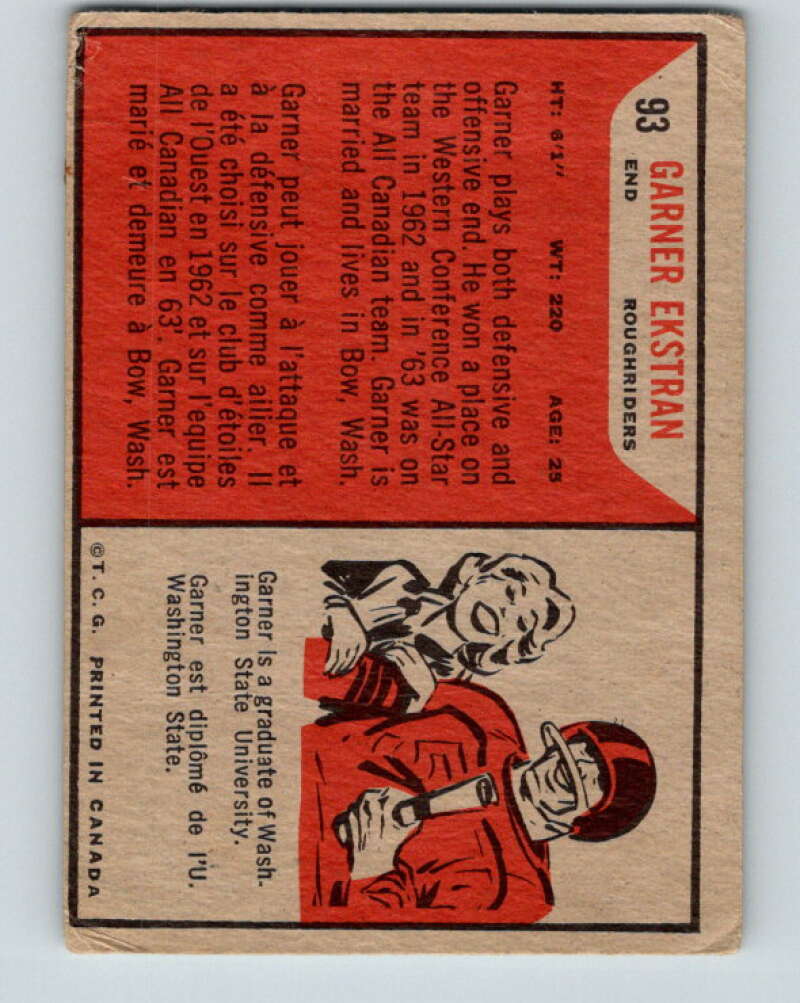 93 GARNER EKSTRAN
END ROUGHRIDERS
HT: 6'1" WT: 220 AGE: 25
Garner plays both defensive and
offensive end. He won a place on
the Western Conference All-Star
team in 1962 and in '63 was on
the All Canadian team. Garner is
married and lives in Bow, Wash.
Garner peut jouer à l'attaque et
à la défensive comme ailier. Il
a été choisi sur le club d'étoiles
de l'Ouest en 1962 et sur l'equipe
All Canadian en 63'. Garner est
marié et demeure à Bow, Wash.
Garner is a graduate of Wash-
ington State University.
Garner est diplômé de l'U.
Washington State.
© T. C. G. PRINTED IN CANADA